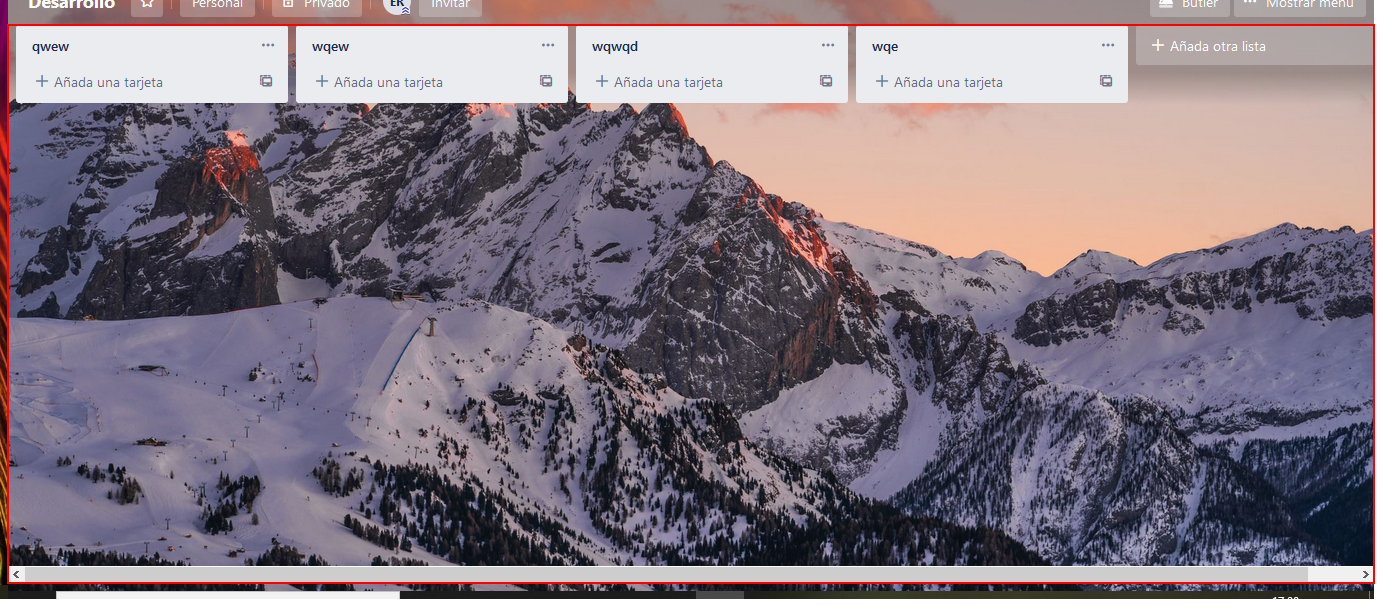 Desarrollo Personal Privado ER Invitar Butler ··· Mostrar menú
qwew
+ Añada una tarjeta
wqew
+ Añada una tarjeta
wqwqd
+ Añada una tarjeta
wqe
+ Añada una tarjeta
+ Añada otra lista